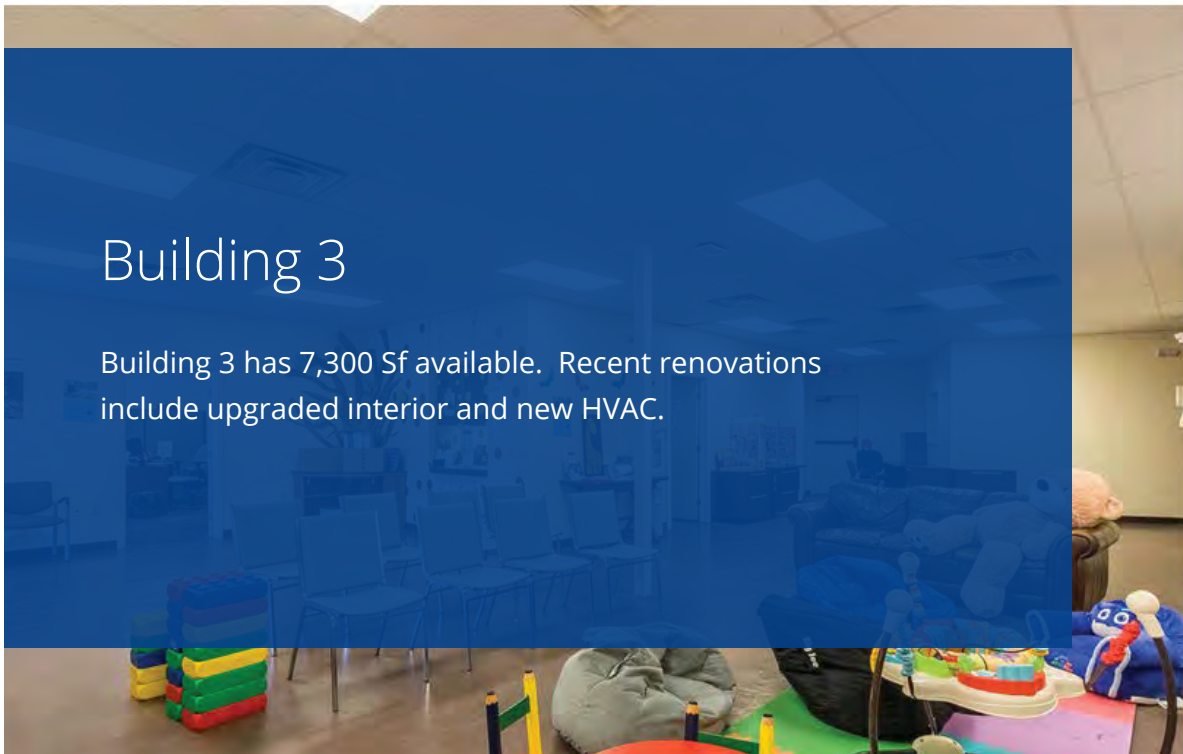 Building 3
Building 3 has 7,300 Sf available.  Recent renovations
include upgraded interior and new HVAC.